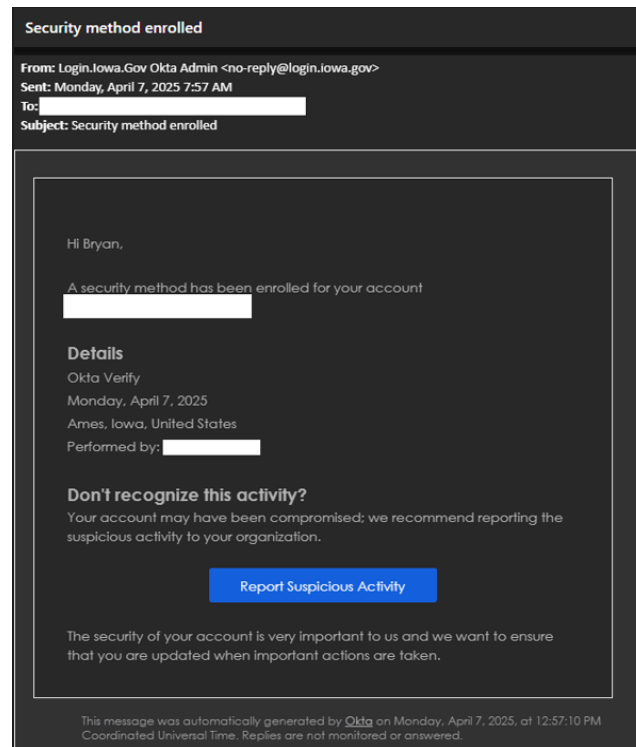 Security method enrolled
From: Login.Iowa.Gov Okta Admin <no-reply@login.iowa.gov>
Sent: Monday, April 7, 2025 7:57 AM
To:
Subject: Security method enrolled
Hi Bryan,
A security method has been enrolled for your account
Details
Okta Verify
Monday, April 7, 2025
Ames, Iowa, United States
Performed by:
Don't recognize this activity?
Your account may have been compromised; we recommend reporting the
suspicious activity to your organization.
Report Suspicious Activity
The security of your account is very important to us and we want to ensure
that you are updated when important actions are taken.
This message was automatically generated by Okta on Monday, April 7, 2025, at 12:57:10 PM
Coordinated Universal Time. Replies are not monitored or answered.